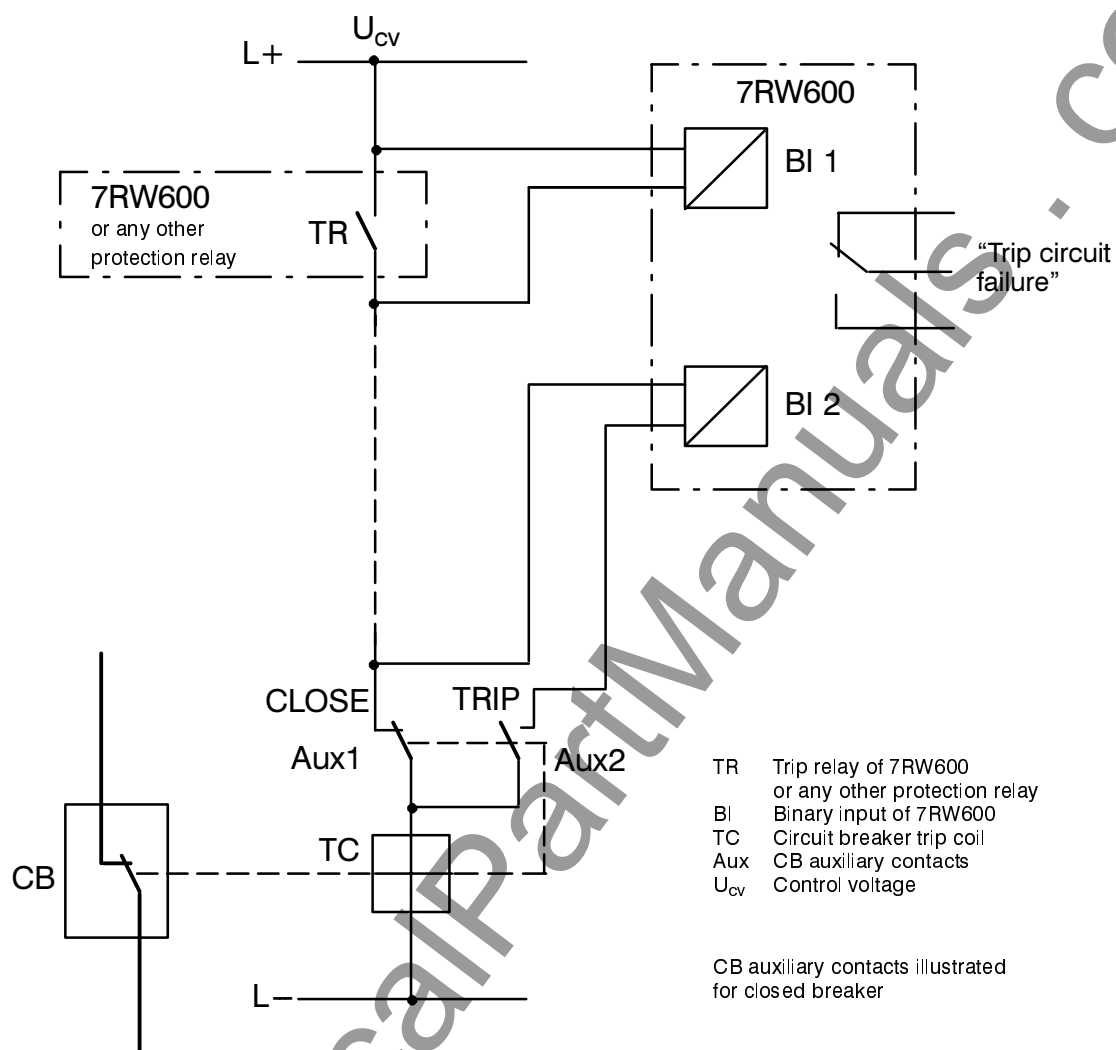 U_cv
L+
7RW600
7RW600
or any other
protection relay
TR
BI 1
"Trip circuit
failure"
BI 2
CLOSE
TRIP
Aux1
Aux2
TC
CB
L−
TR Trip relay of 7RW600
or any other protection relay
BI Binary input of 7RW600
TC Circuit breaker trip coil
Aux CB auxiliary contacts
U_cv Control voltage
CB auxiliary contacts illustrated
for closed breaker